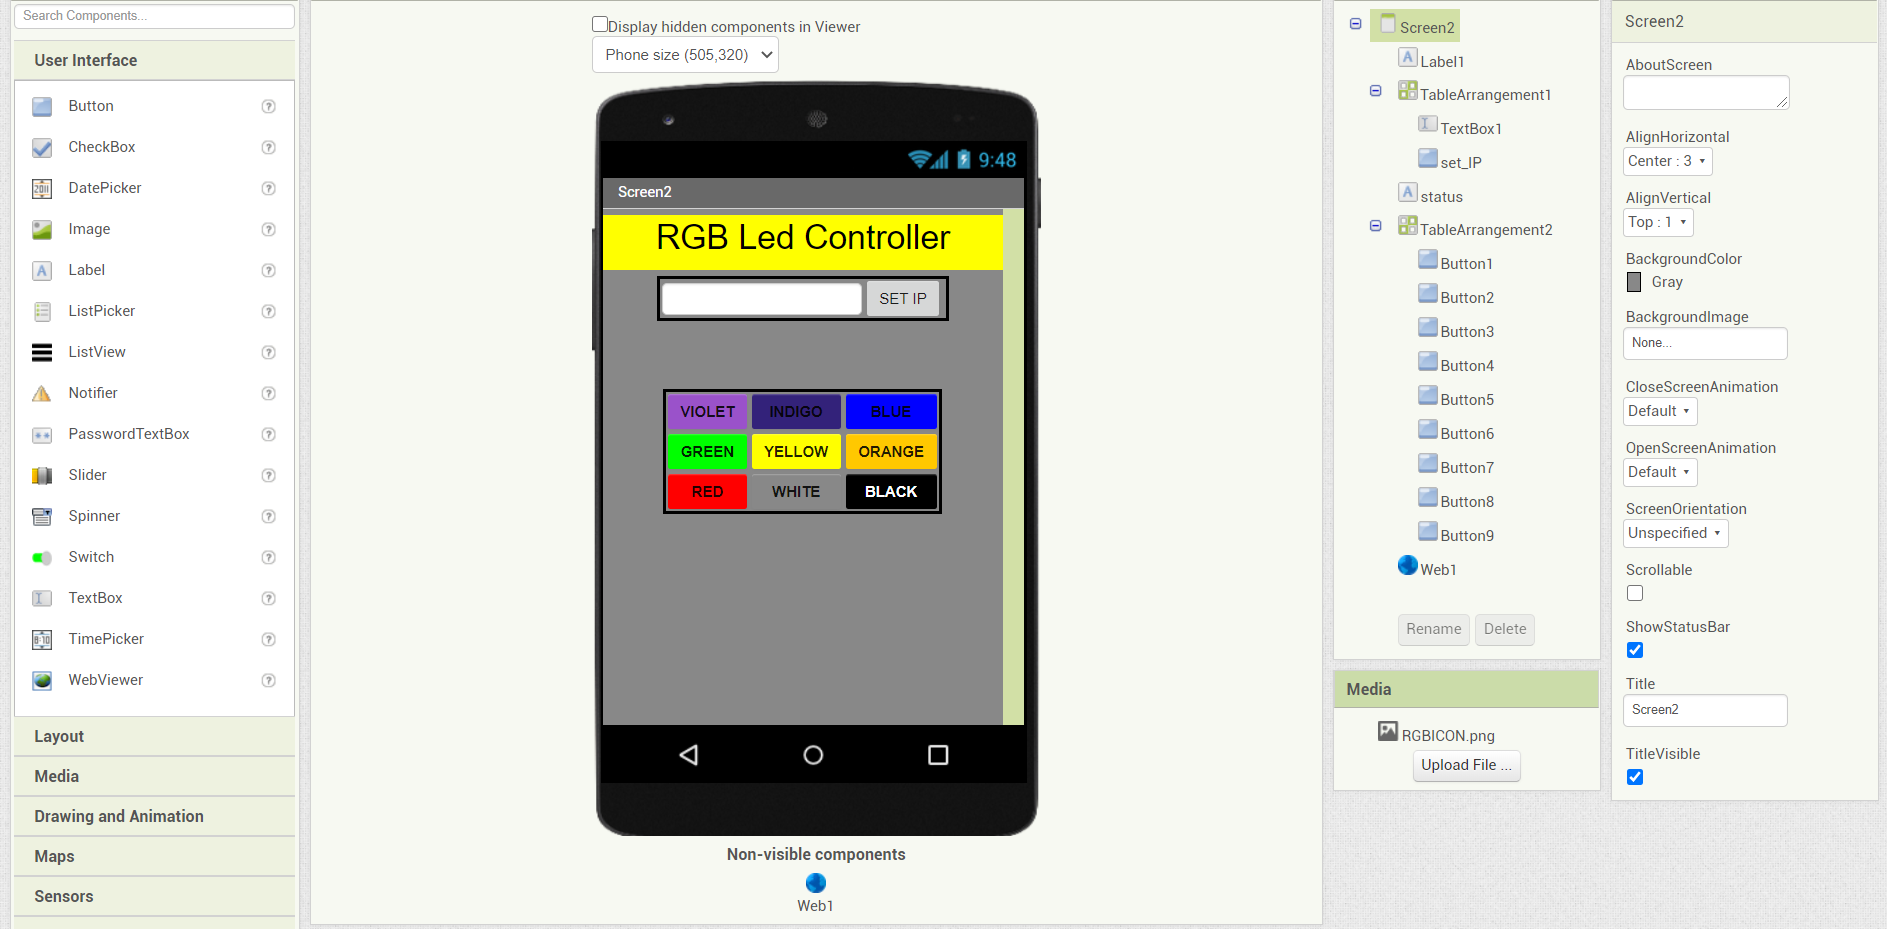 Search Components...
User Interface
Button ?
CheckBox ?
DatePicker ?
Image ?
Label ?
ListPicker ?
ListView ?
Notifier ?
PasswordTextBox ?
Slider ?
Spinner ?
Switch ?
TextBox ?
TimePicker ?
WebViewer ?
Layout
Media
Drawing and Animation
Maps
Sensors
Display hidden components in Viewer
Phone size (505,320)
9:48
Screen2
RGB Led Controller
SET IP
VIOLET INDIGO BLUE
GREEN YELLOW ORANGE
RED WHITE BLACK
Non-visible components
Web1
Screen2
A Label1
TableArrangement1
TextBox1
set_IP
A status
TableArrangement2
Button1
Button2
Button3
Button4
Button5
Button6
Button7
Button8
Button9
Web1
Rename Delete
Media
RGBICON.png
Upload File ...
Screen2
AboutScreen
AlignHorizontal
Center : 3
AlignVertical
Top : 1
BackgroundColor
Gray
BackgroundImage
None...
CloseScreenAnimation
Default
OpenScreenAnimation
Default
ScreenOrientation
Unspecified
Scrollable
ShowStatusBar
Title
Screen2
TitleVisible